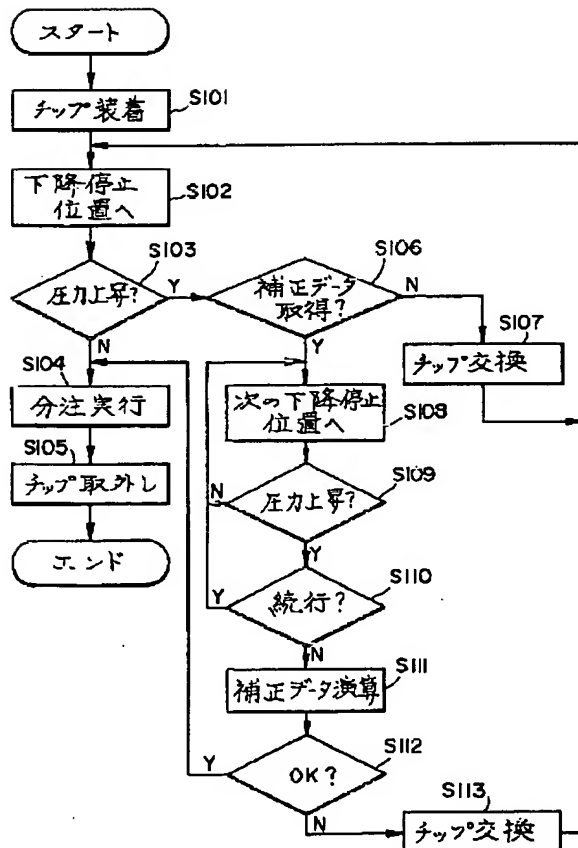 スタート
チップ装着
S101
下降停止
位置へ
S102
圧力上昇?
S103
Y
N
補正データ
取得?
S106
N
Y
S107
チップ交換
S104
分注実行
S105
チップ取外し
エンド
次の下降停止
位置へ
S108
圧力上昇?
S109
N
Y
続行?
S110
Y
N
補正データ演算
S111
OK?
S112
Y
N
S113
チップ交換